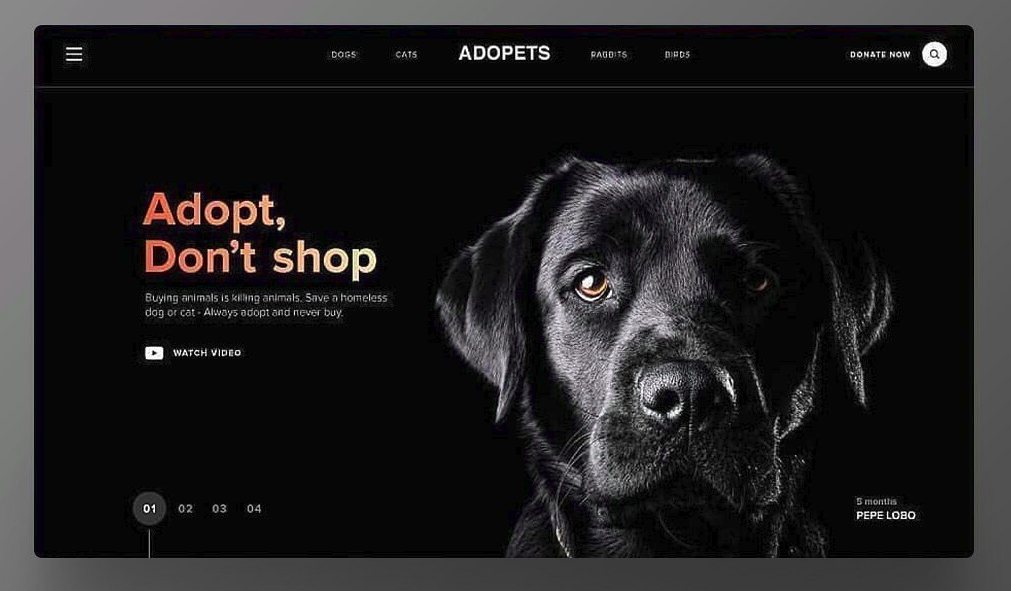 DOGS
CATS
ADOPETS
RABBITS
BIRDS
DONATE NOW
Adopt,
Don't shop
Buying animals is killing animals. Save a homeless
dog or cat - Always adopt and never buy.
WATCH VIDEO
01 02 03 04
5 months
PEPE LOBO